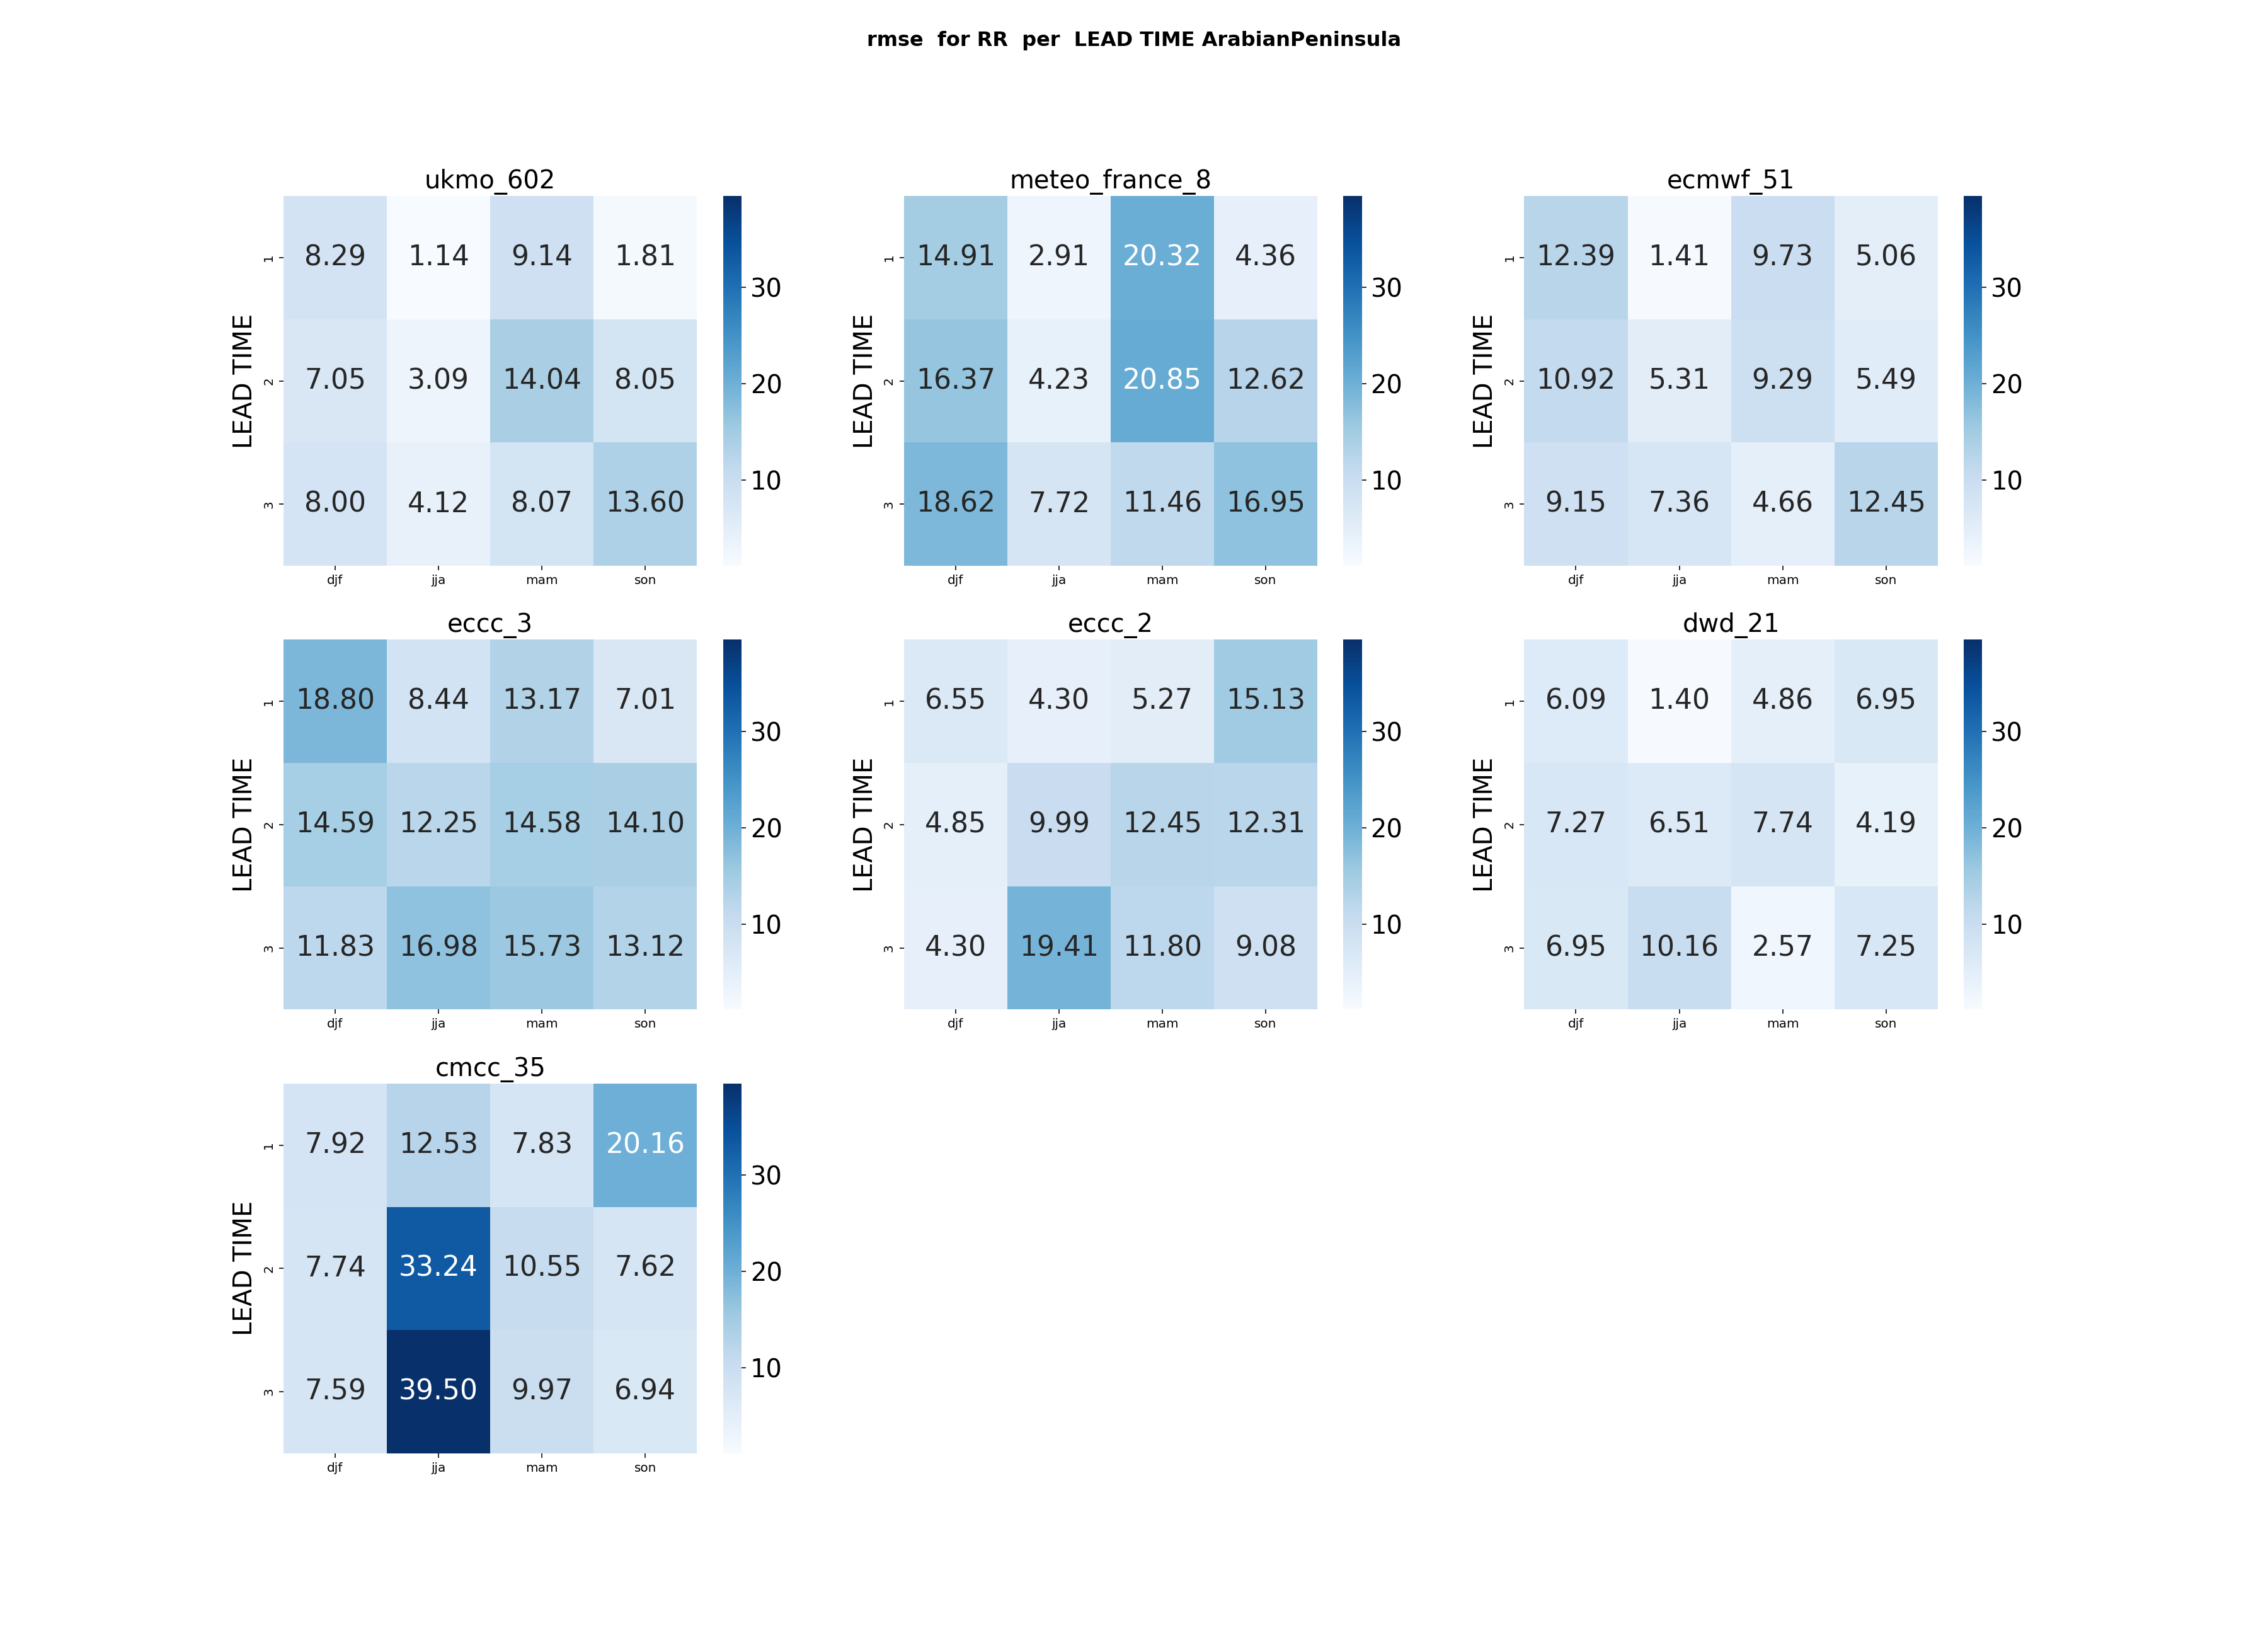 rmse for RR per LEAD TIME ArabianPeninsula
ukmo_602
LEAD TIME
1 8.29 1.14 9.14 1.81
2 7.05 3.09 14.04 8.05
3 8.00 4.12 8.07 13.60
djf jja mam son
30
20
10
meteo_france_8
LEAD TIME
1 14.91 2.91 20.32 4.36
2 16.37 4.23 20.85 12.62
3 18.62 7.72 11.46 16.95
djf jja mam son
30
20
10
ecmwf_51
LEAD TIME
1 12.39 1.41 9.73 5.06
2 10.92 5.31 9.29 5.49
3 9.15 7.36 4.66 12.45
djf jja mam son
30
20
10
eccc_3
LEAD TIME
1 18.80 8.44 13.17 7.01
2 14.59 12.25 14.58 14.10
3 11.83 16.98 15.73 13.12
djf jja mam son
30
20
10
eccc_2
LEAD TIME
1 6.55 4.30 5.27 15.13
2 4.85 9.99 12.45 12.31
3 4.30 19.41 11.80 9.08
djf jja mam son
30
20
10
dwd_21
LEAD TIME
1 6.09 1.40 4.86 6.95
2 7.27 6.51 7.74 4.19
3 6.95 10.16 2.57 7.25
djf jja mam son
30
20
10
cmcc_35
LEAD TIME
1 7.92 12.53 7.83 20.16
2 7.74 33.24 10.55 7.62
3 7.59 39.50 9.97 6.94
djf jja mam son
30
20
10